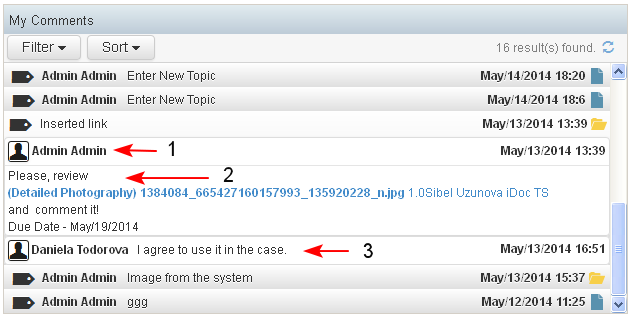 My Comments
Filter Sort 16 result(s) found.
Admin Admin Enter New Topic May/14/2014 18:20
Admin Admin Enter New Topic May/14/2014 18:6
Inserted link May/13/2014 13:39
Admin Admin 1 May/13/2014 13:39
Please, review 2
(Detailed Photography) 1384084_665427160157993_135920228_n.jpg 1.0Sibel Uzunova iDoc TS
and comment it!
Due Date - May/19/2014
Daniela Todorova I agree to use it in the case. 3 May/13/2014 16:51
Admin Admin Image from the system May/13/2014 15:37
Admin Admin ggg May/12/2014 11:25